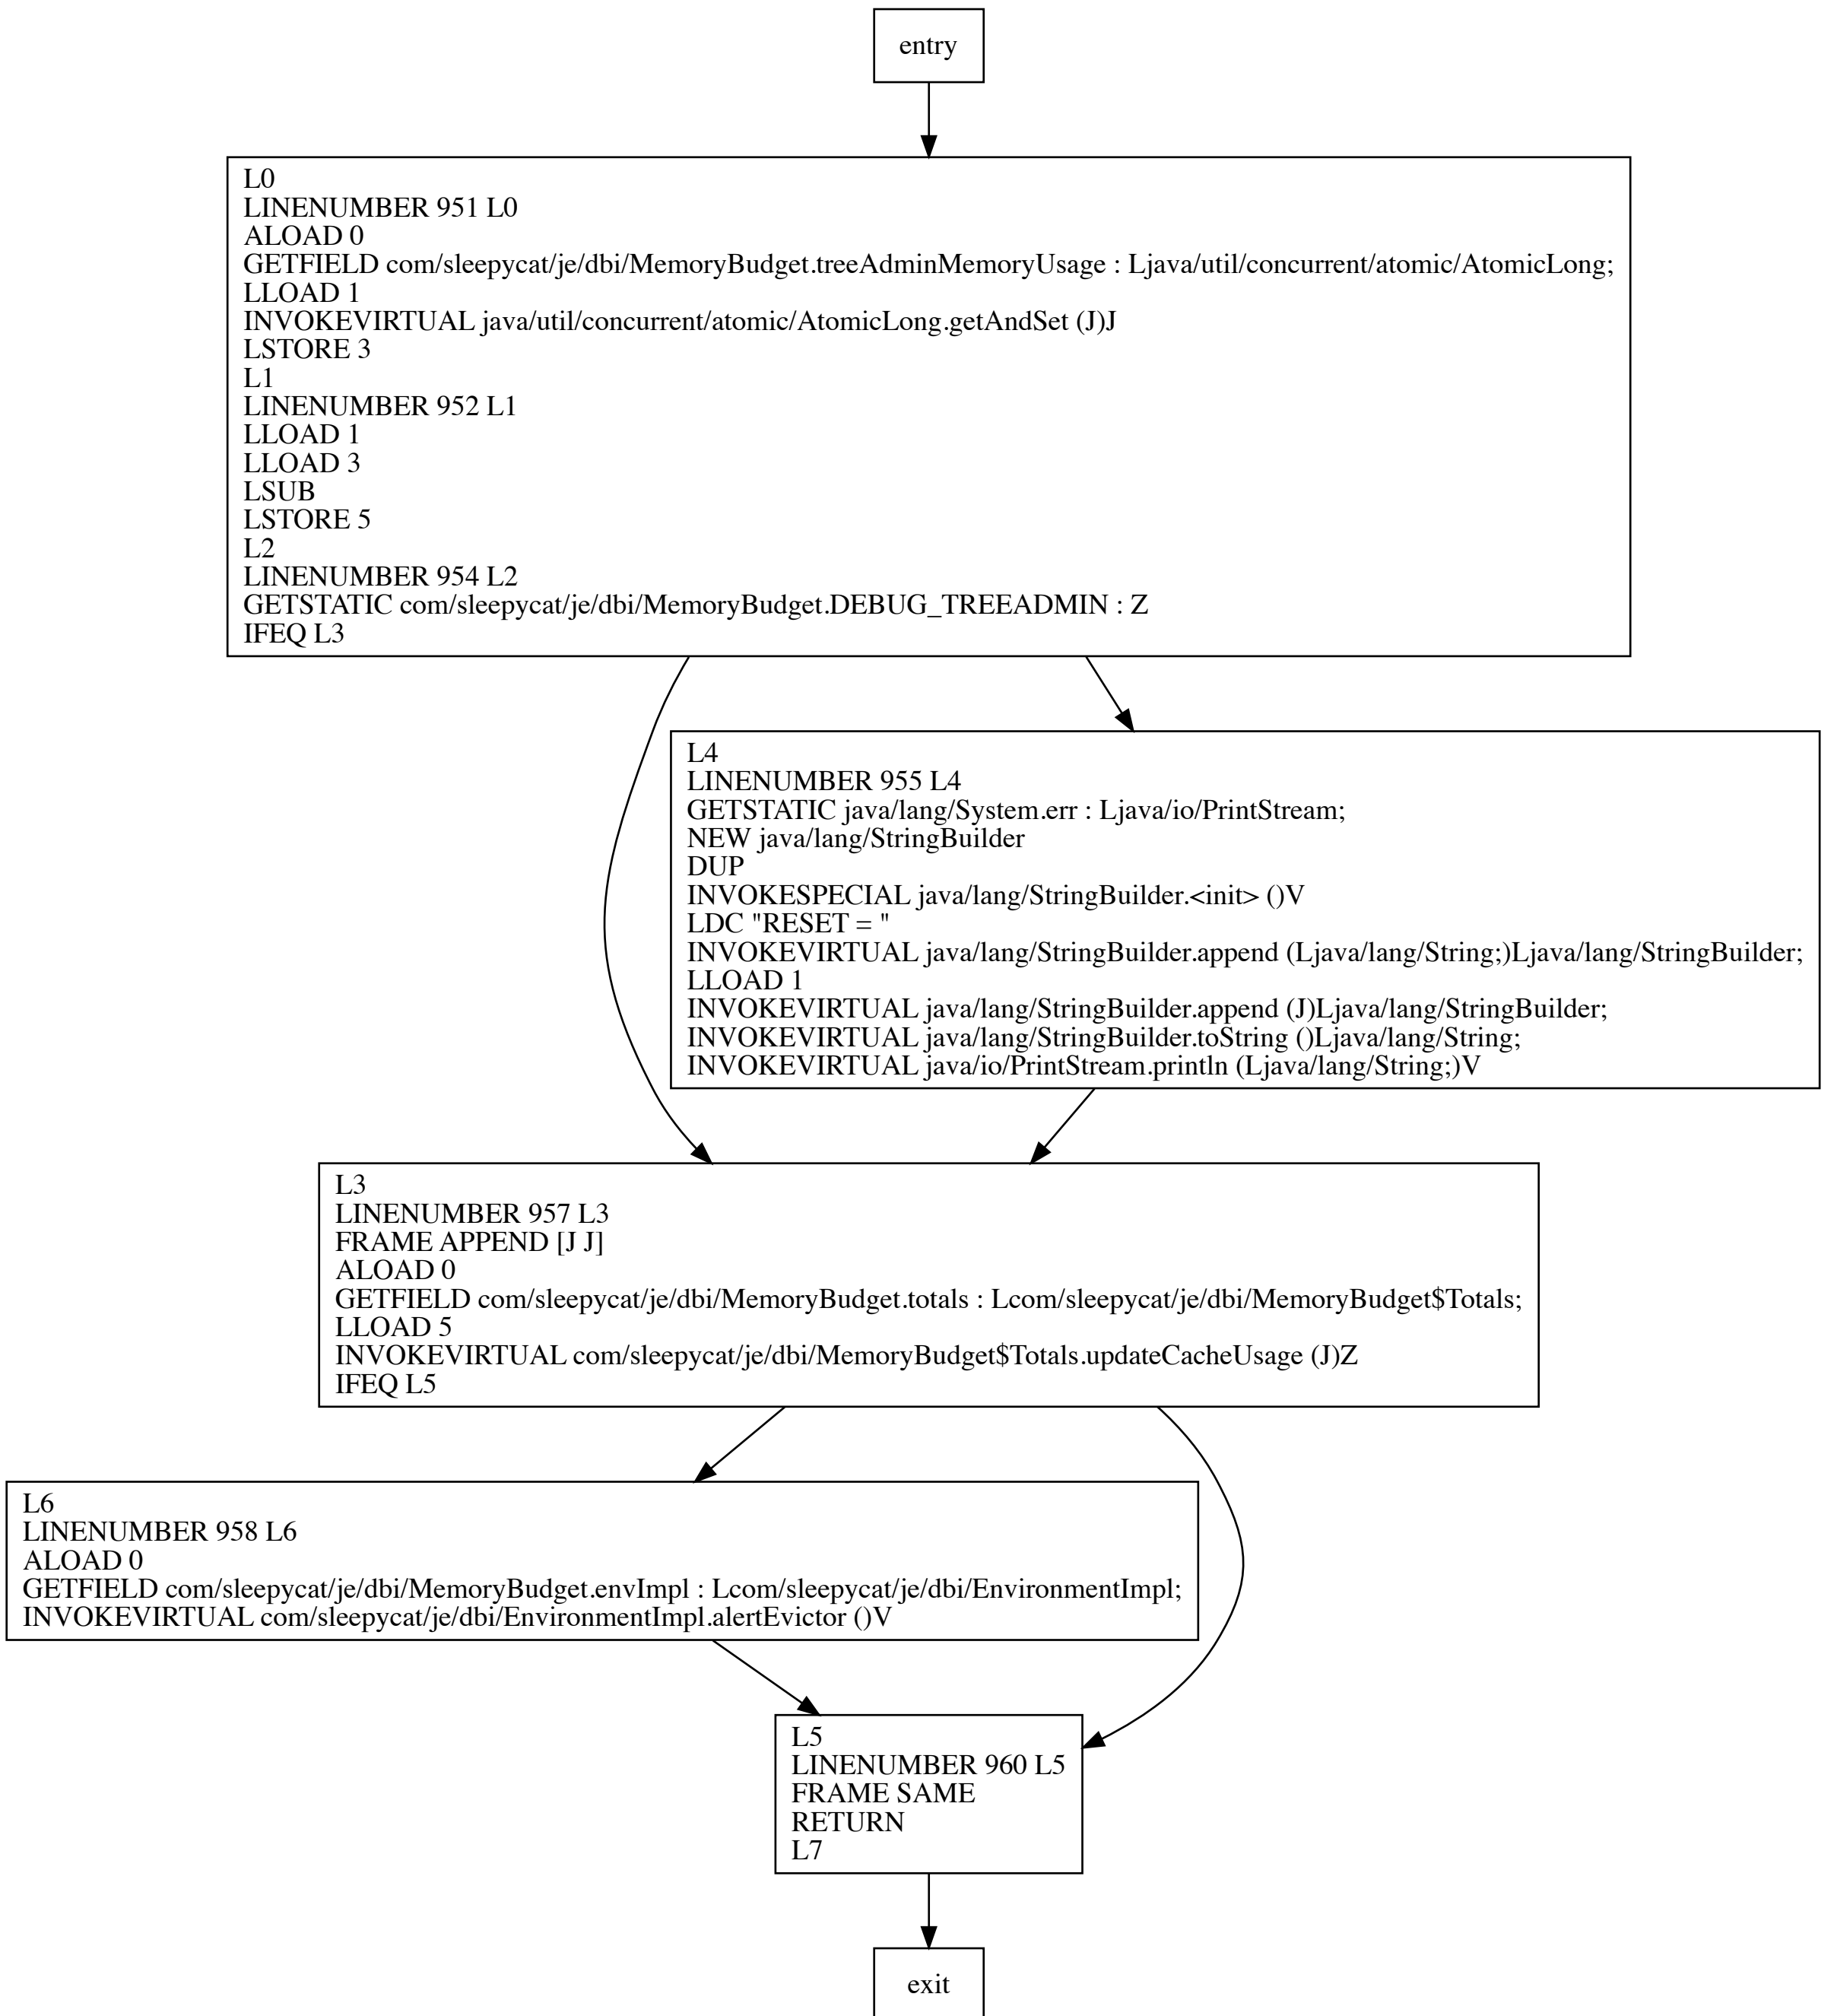 entry
L0
LINENUMBER 951 L0
ALOAD 0
GETFIELD com/sleepycat/je/dbi/MemoryBudget.treeAdminMemoryUsage : Ljava/util/concurrent/atomic/AtomicLong;
LLOAD 1
INVOKEVIRTUAL java/util/concurrent/atomic/AtomicLong.getAndSet (J)J
LSTORE 3
L1
LINENUMBER 952 L1
LLOAD 1
LLOAD 3
LSUB
LSTORE 5
L2
LINENUMBER 954 L2
GETSTATIC com/sleepycat/je/dbi/MemoryBudget.DEBUG_TREEADMIN : Z
IFEQ L3
L4
LINENUMBER 955 L4
GETSTATIC java/lang/System.err : Ljava/io/PrintStream;
NEW java/lang/StringBuilder
DUP
INVOKESPECIAL java/lang/StringBuilder.<init> ()V
LDC "RESET = "
INVOKEVIRTUAL java/lang/StringBuilder.append (Ljava/lang/String;)Ljava/lang/StringBuilder;
LLOAD 1
INVOKEVIRTUAL java/lang/StringBuilder.append (J)Ljava/lang/StringBuilder;
INVOKEVIRTUAL java/lang/StringBuilder.toString ()Ljava/lang/String;
INVOKEVIRTUAL java/io/PrintStream.println (Ljava/lang/String;)V
L3
LINENUMBER 957 L3
FRAME APPEND [J J]
ALOAD 0
GETFIELD com/sleepycat/je/dbi/MemoryBudget.totals : Lcom/sleepycat/je/dbi/MemoryBudget$Totals;
LLOAD 5
INVOKEVIRTUAL com/sleepycat/je/dbi/MemoryBudget$Totals.updateCacheUsage (J)Z
IFEQ L5
L6
LINENUMBER 958 L6
ALOAD 0
GETFIELD com/sleepycat/je/dbi/MemoryBudget.envImpl : Lcom/sleepycat/je/dbi/EnvironmentImpl;
INVOKEVIRTUAL com/sleepycat/je/dbi/EnvironmentImpl.alertEvictor ()V
L5
LINENUMBER 960 L5
FRAME SAME
RETURN
L7
exit